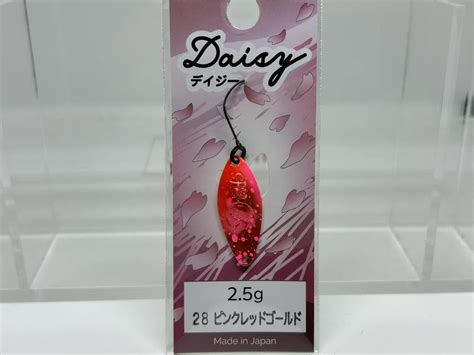 Daisy
デイジー
2.5g
28 ピンクレッドゴールド
Made in Japan